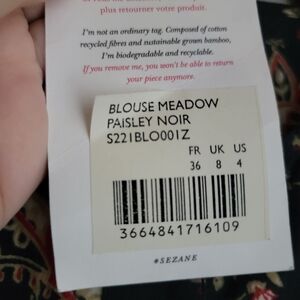 plus retourner votre produit.
I'm not an ordinary tag. Composed of cotton
recycled fibres and sustainable grown bamboo,
I'm biodegradable and recyclable.
If you remove me, you won't be able to return
your piece anymore.
BLOUSE MEADOW
PAISLEY NOIR
S221BLO001Z
FR UK US
36 8 4
3664841716109
#SEZANE